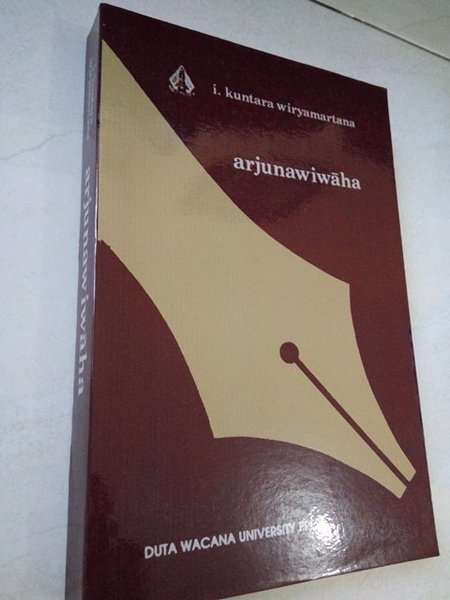 i. kuntara wiryamartana
arjunawiwāha
DUTA WACANA UNIVERSITY
arjunawiwāha